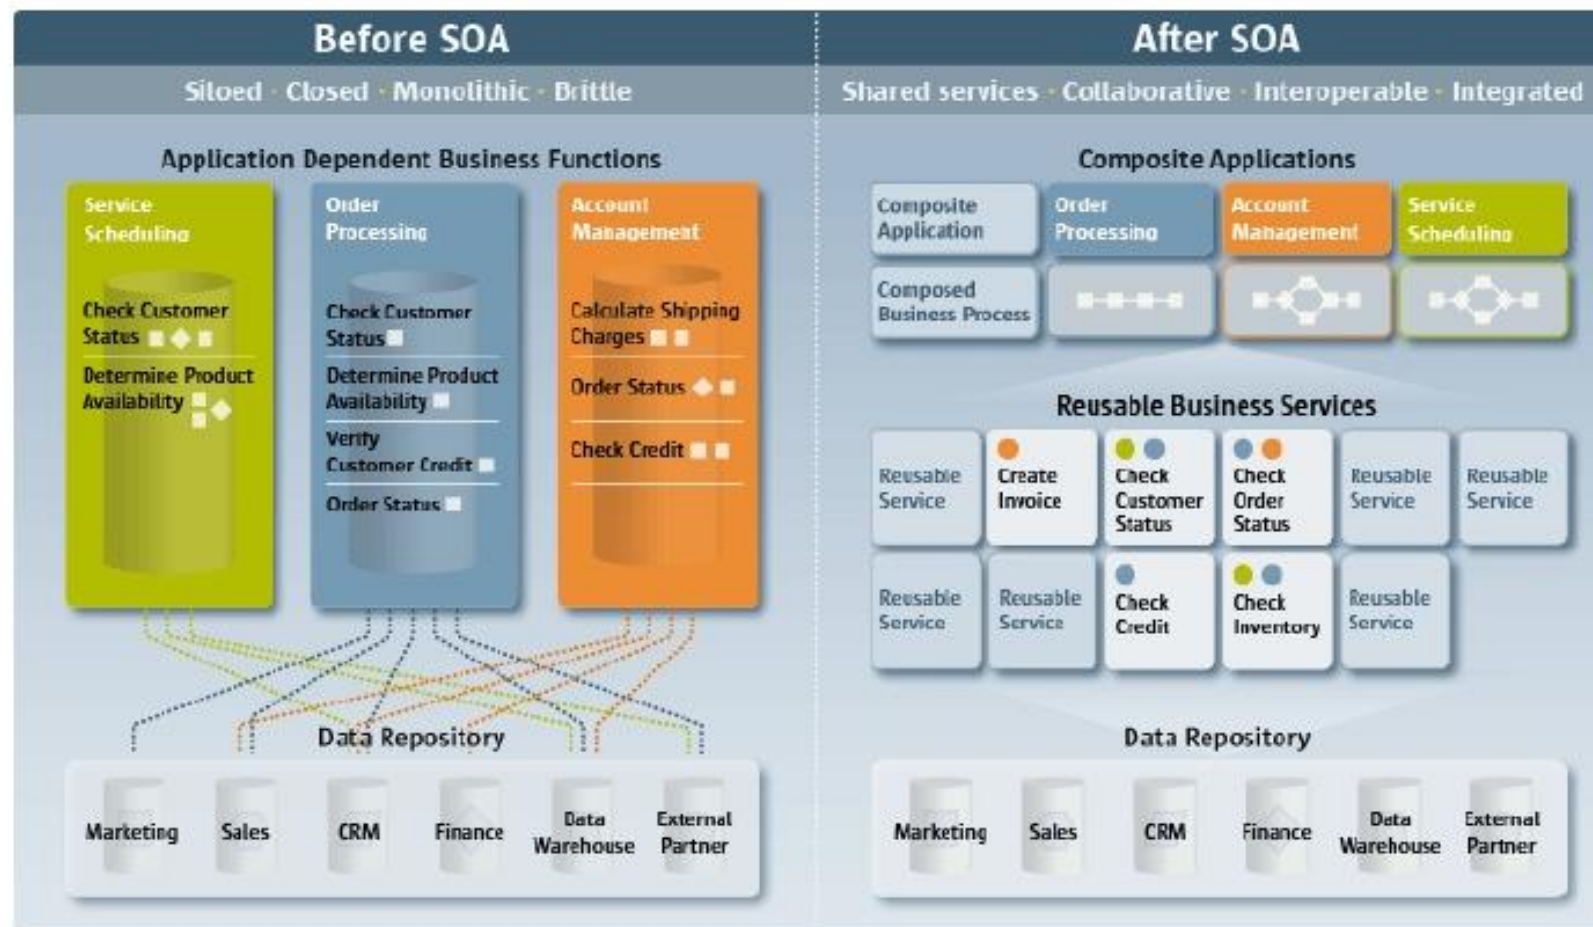 Before SOA
Siloed · Closed · Monolithic · Brittle
Application Dependent Business Functions
Service
Scheduling
Check Customer
Status
Determine Product
Availability
Order
Processing
Check Customer
Status
Determine Product
Availability
Verify
Customer Credit
Order Status
Account
Management
Calculate Shipping
Charges
Order Status
Check Credit
Data Repository
Marketing
Sales
CRM
Finance
Data
Warehouse
External
Partner
After SOA
Shared services · Collaborative · Interoperable · Integrated
Composite Applications
Composite
Application
Order
Processing
Account
Management
Service
Scheduling
Composed
Business Process
Reusable Business Services
Reusable
Service
Create
Invoice
Check
Customer
Status
Check
Order
Status
Reusable
Service
Reusable
Service
Reusable
Service
Reusable
Service
Check
Credit
Check
Inventory
Reusable
Service
Data Repository
Marketing
Sales
CRM
Finance
Data
Warehouse
External
Partner